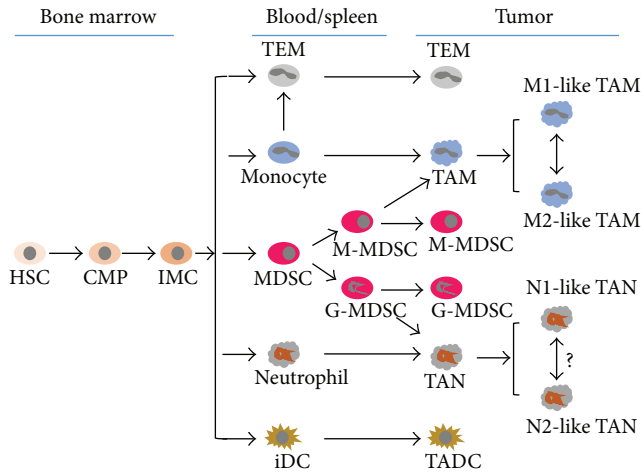 Bone marrow
Blood/spleen
Tumor
TEM
TEM
M1-like TAM
Monocyte
TAM
M2-like TAM
M-MDSC
M-MDSC
HSC
CMP
IMC
MDSC
G-MDSC
G-MDSC
N1-like TAN
?
Neutrophil
TAN
N2-like TAN
iDC
TADC